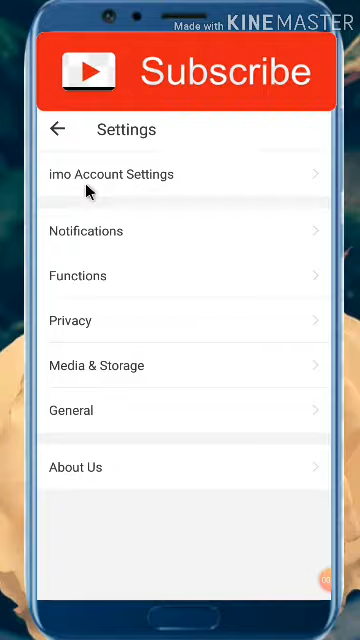 Made with KINEMASTER
Subscribe
Settings
imo Account Settings
Notifications
Functions
Privacy
Media & Storage
General
About Us